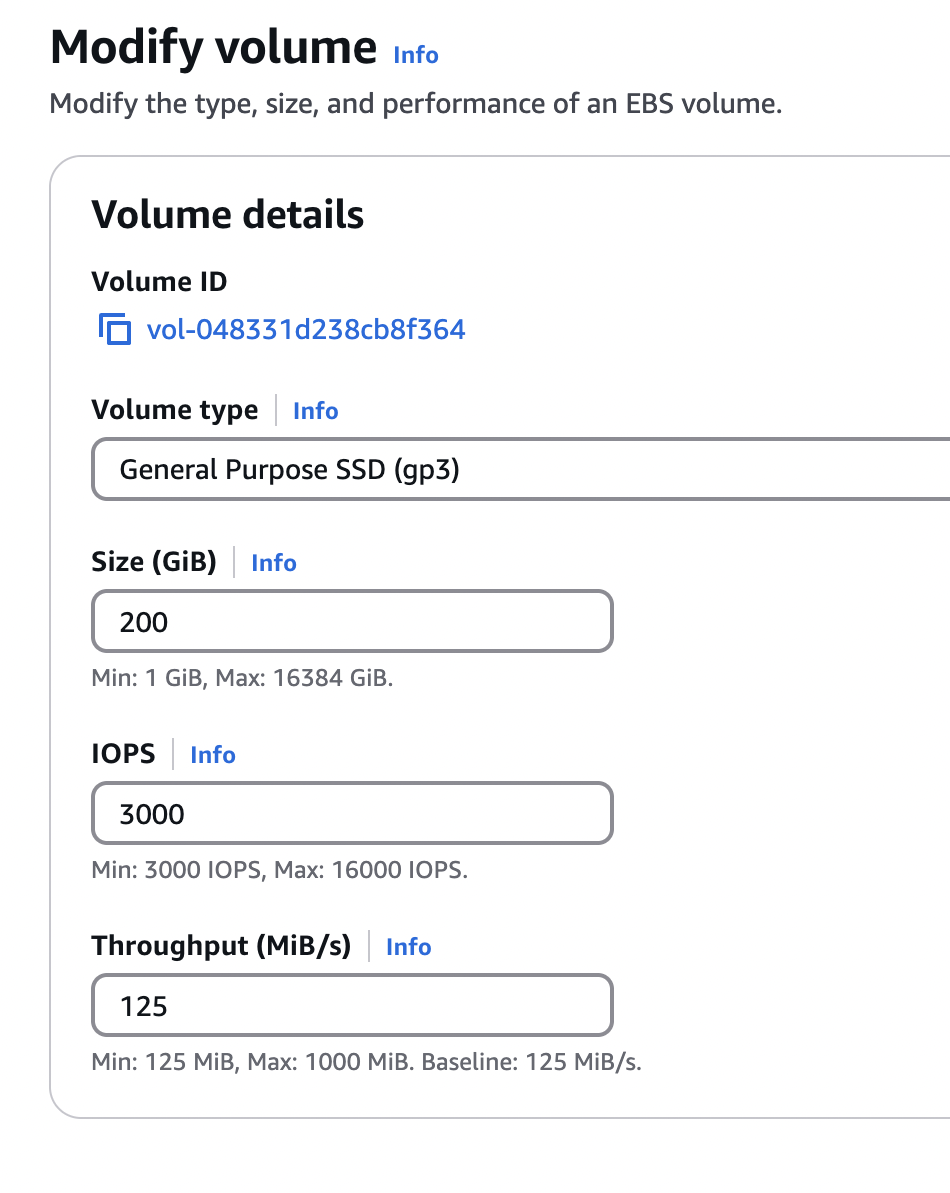 Modify volume Info
Modify the type, size, and performance of an EBS volume.
Volume details
Volume ID
vol-048331d238cb8f364
Volume type Info
General Purpose SSD (gp3)
Size (GiB) Info
200
Min: 1 GiB, Max: 16384 GiB.
IOPS Info
3000
Min: 3000 IOPS, Max: 16000 IOPS.
Throughput (MiB/s) Info
125
Min: 125 MiB, Max: 1000 MiB. Baseline: 125 MiB/s.